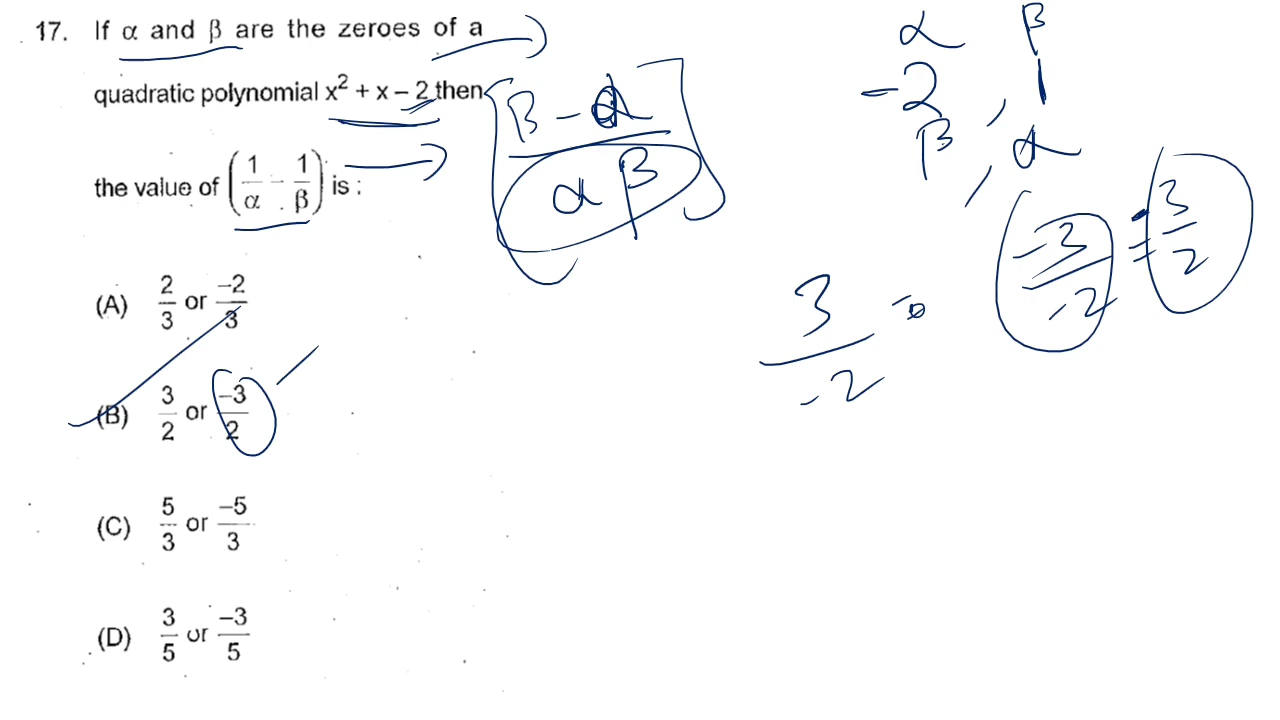 17. If α and β are the zeroes of a
quadratic polynomial x² + x – 2 then
the value of (1/α - 1/β) is :
(A) 2/3 or -2/3
(B) 3/2 or -3/2
(C) 5/3 or -5/3
(D) 3/5 or -3/5
[β - α / αβ]
α β
-2, 1
β, α
3/-2 =
-3/-2 = 3/2